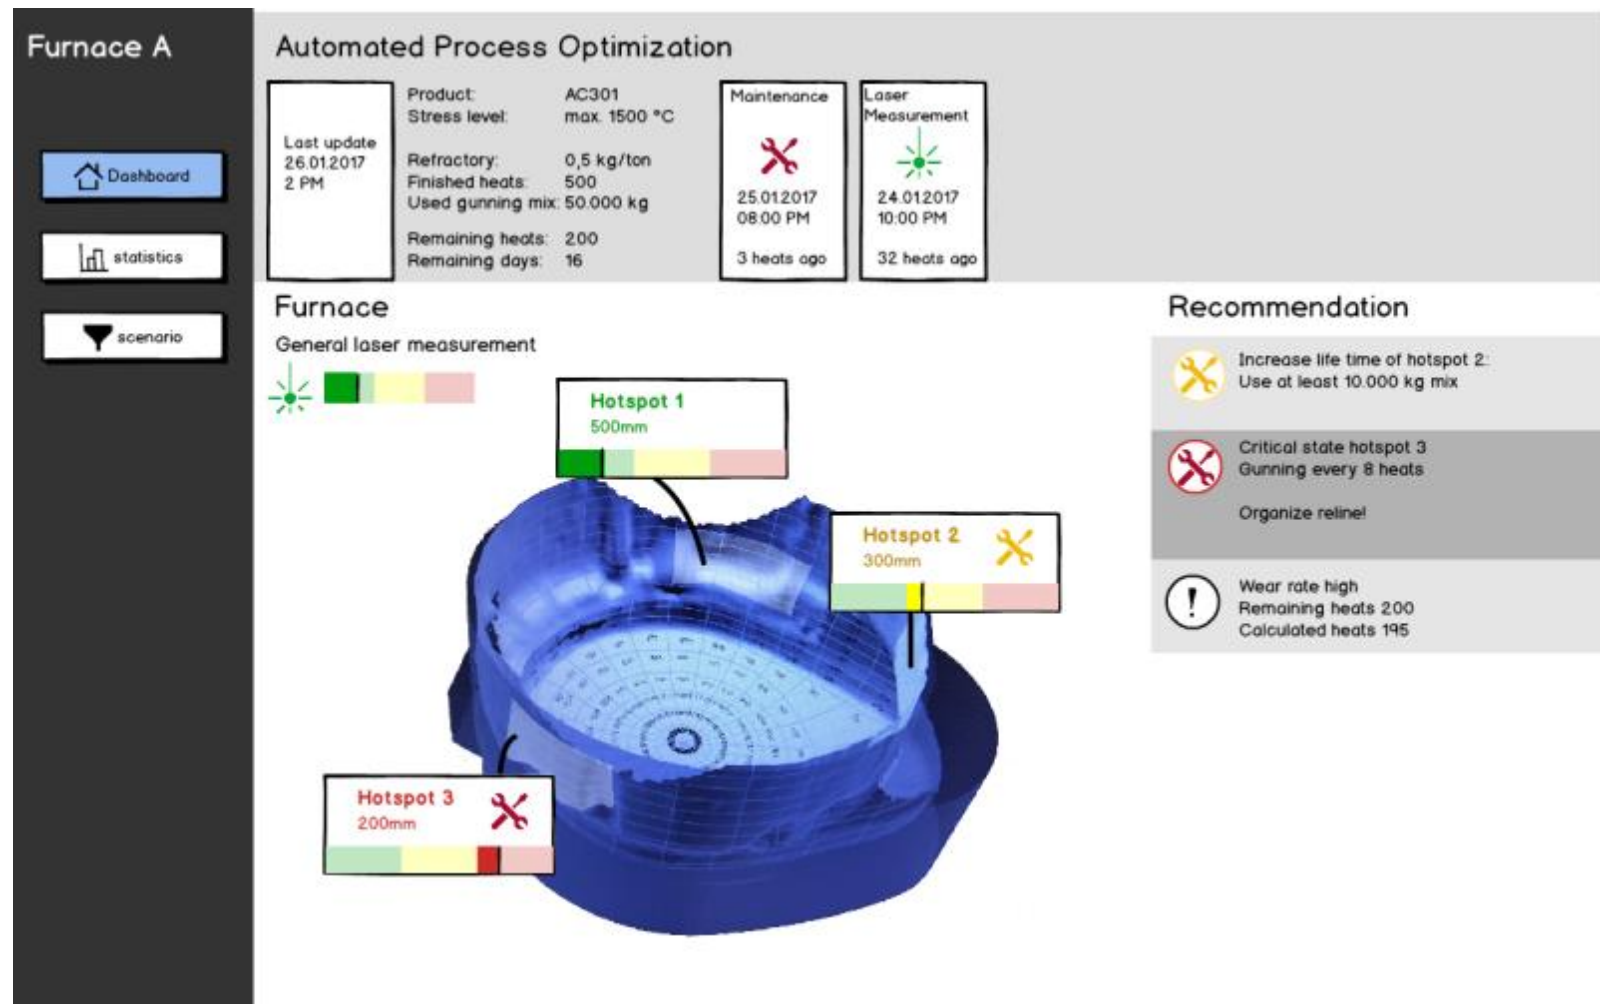 Furnace A
Dashboard
statistics
scenario
Automated Process Optimization
Last update
26.01.2017
2 PM
Product: AC301
Stress level: max. 1500 °C
Refractory: 0,5 kg/ton
Finished heats: 500
Used gunning mix: 50.000 kg
Remaining heats: 200
Remaining days: 16
Maintenance
25.01.2017
08:00 PM
3 heats ago
Laser
Measurement
24.01.2017
10:00 PM
32 heats ago
Furnace
General laser measurement
Hotspot 1
500mm
Hotspot 2
300mm
Hotspot 3
200mm
Recommendation
Increase life time of hotspot 2:
Use at least 10.000 kg mix
Critical state hotspot 3
Gunning every 8 heats
Organize reline!
!
Wear rate high
Remaining heats 200
Calculated heats 195